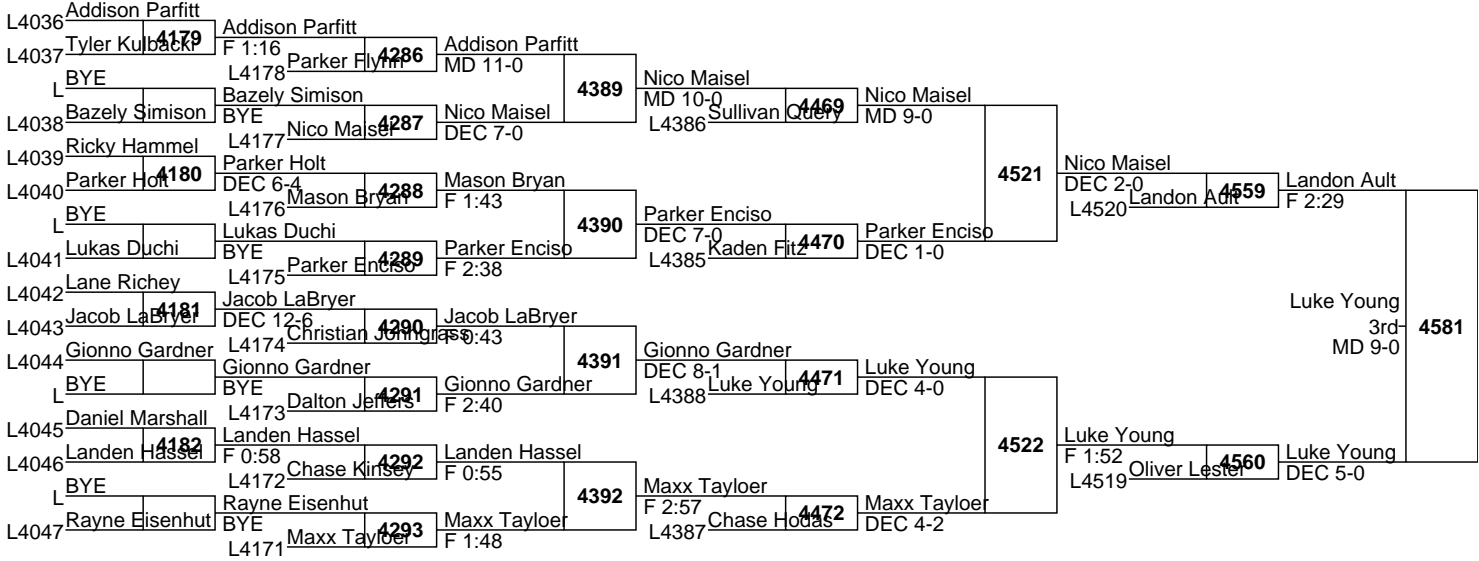 L4036 Addison Parfitt
4179
L4037 Tyler Kulbacki
Addison Parfitt
F 1:16
L4178 Parker Flynn
4286
Addison Parfitt
MD 11-0
L BYE
L4038 Bazely Simison
Bazely Simison
BYE
L4177 Nico Maisel
4287
Nico Maisel
DEC 7-0
4389
Nico Maisel
MD 10-0
L4386 Sullivan Query
4469
Nico Maisel
MD 9-0
L4039 Ricky Hammel
4180
L4040 Parker Holt
Parker Holt
DEC 6-4
L4176 Mason Bryan
4288
Mason Bryan
F 1:43
L BYE
L4041 Lukas Duchi
Lukas Duchi
BYE
L4175 Parker Enciso
4289
Parker Enciso
F 2:38
4390
Parker Enciso
DEC 7-0
L4385 Kaden Fitz
4470
Parker Enciso
DEC 1-0
4521
Nico Maisel
DEC 2-0
L4520 Landon Ault
4559
Landon Ault
F 2:29
L4042 Lane Richey
4181
L4043 Jacob LaBryer
Jacob LaBryer
DEC 12-6
L4174 Christian Johngrass
4290
Jacob LaBryer
F 0:43
L4044 Gionno Gardner
L BYE
Gionno Gardner
BYE
L4173 Dalton Jeffers
4291
Gionno Gardner
F 2:40
4391
Gionno Gardner
DEC 8-1
L4388 Luke Young
4471
Luke Young
DEC 4-0
L4045 Daniel Marshall
4182
L4046 Landen Hassel
Landen Hassel
F 0:58
L4172 Chase Kinsey
4292
Landen Hassel
F 0:55
L BYE
L4047 Rayne Eisenhut
Rayne Eisenhut
BYE
L4171 Maxx Tayloer
4293
Maxx Tayloer
F 1:48
4392
Maxx Tayloer
F 2:57
L4387 Chase Hodas
4472
Maxx Tayloer
DEC 4-2
4522
Luke Young
F 1:52
L4519 Oliver Lester
4560
Luke Young
DEC 5-0
Luke Young
3rd
MD 9-0
4581